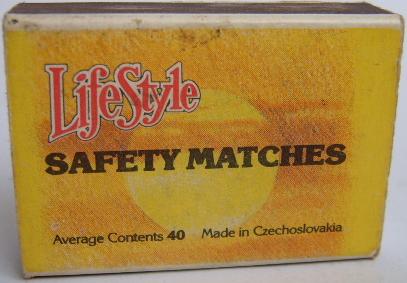 LifeStyle
SAFETY MATCHES
Average Contents 40 Made in Czechoslovakia